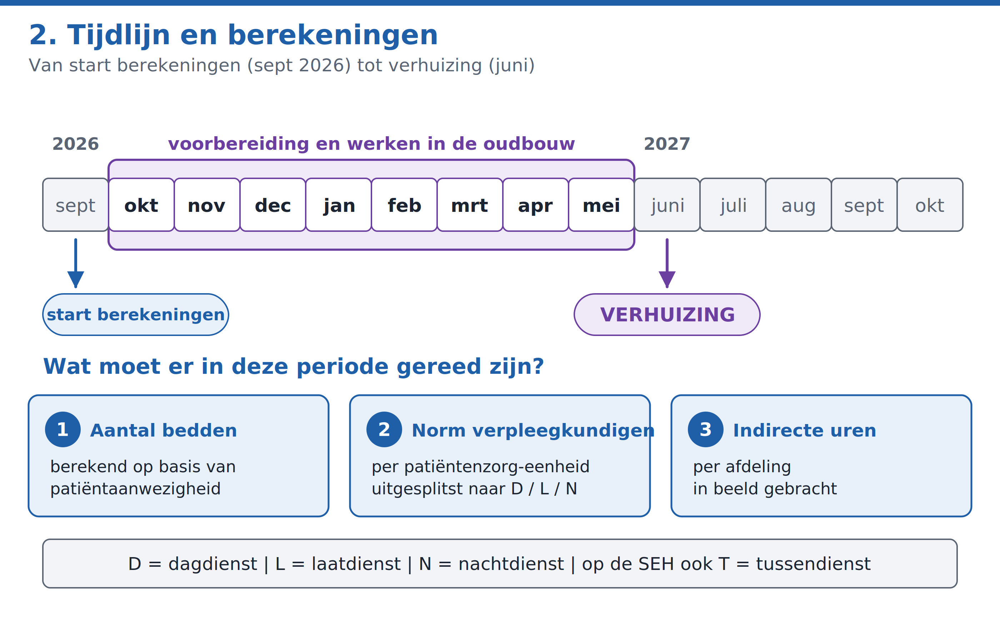 2. Tijdlijn en berekeningen
Van start berekeningen (sept 2026) tot verhuizing (juni)
2026 voorbereiding en werken in de oudbouw 2027
sept okt nov dec jan feb mrt apr mei juni juli aug sept okt
start berekeningen VERHUIZING
Wat moet er in deze periode gereed zijn?
1 Aantal bedden
berekend op basis van
patiëntaanwezigheid
2 Norm verpleegkundigen
per patiëntenzorg-eenheid
uitgesplitst naar D / L / N
3 Indirecte uren
per afdeling
in beeld gebracht
D = dagdienst | L = laatdienst | N = nachtdienst | op de SEH ook T = tussendienst